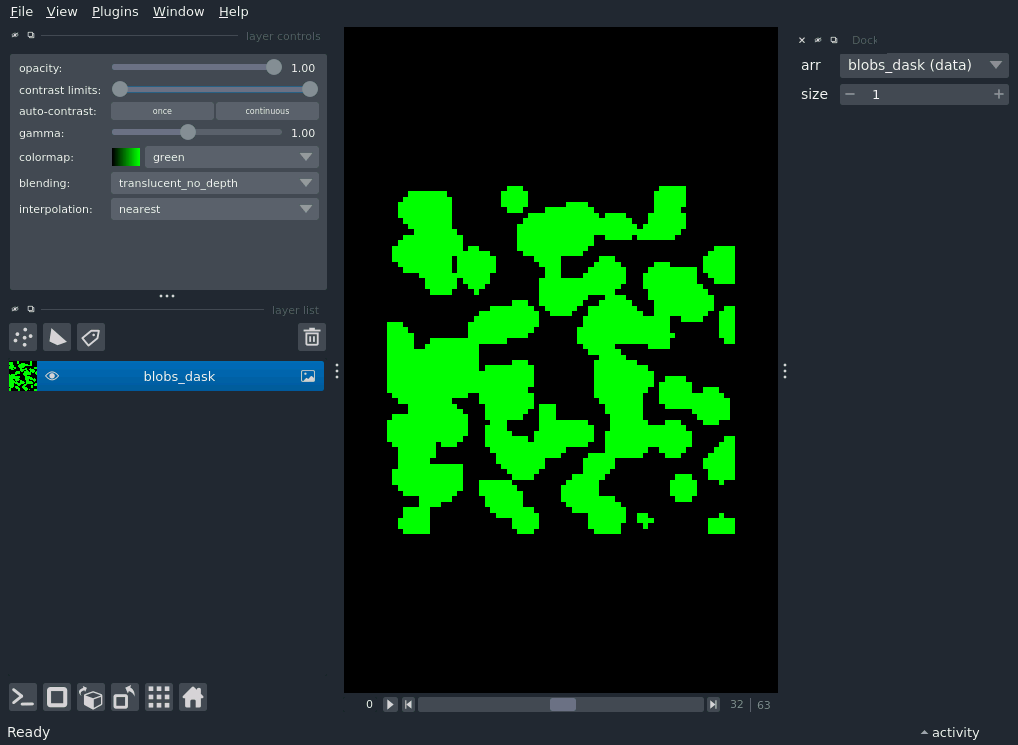 File View Plugins Window Help
layer controls
opacity: 1.00
contrast limits:
auto-contrast: once continuous
gamma: 1.00
colormap: green
blending: translucent_no_depth
interpolation: nearest
layer list
blobs_dask
Dock
arr blobs_dask (data)
size 1
0 32 63
Ready
activity